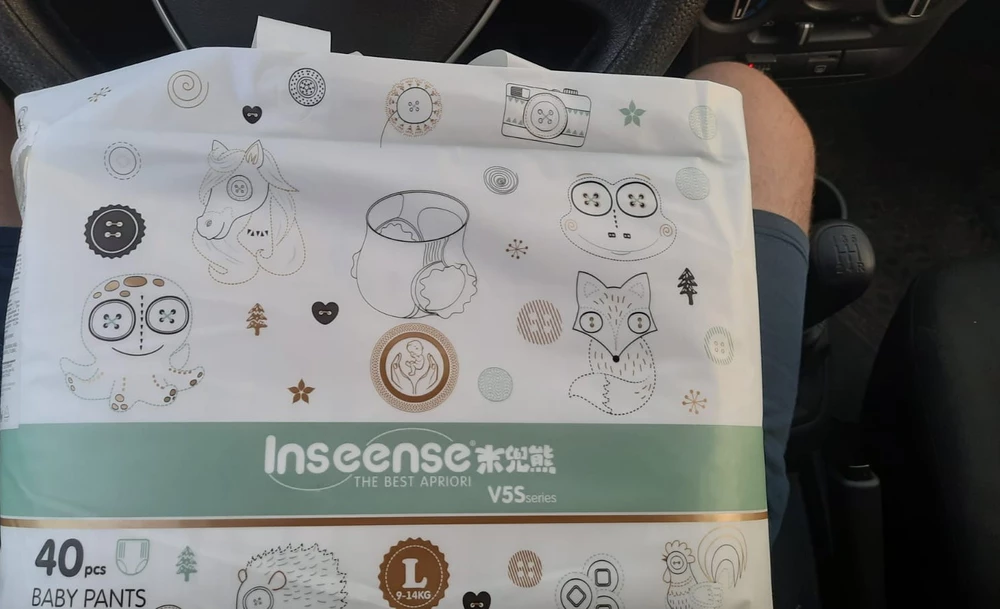 Inseense® 米兜熊
THE BEST APRIORI
V5S series
40 pcs
BABY PANTS
L
9-14KG